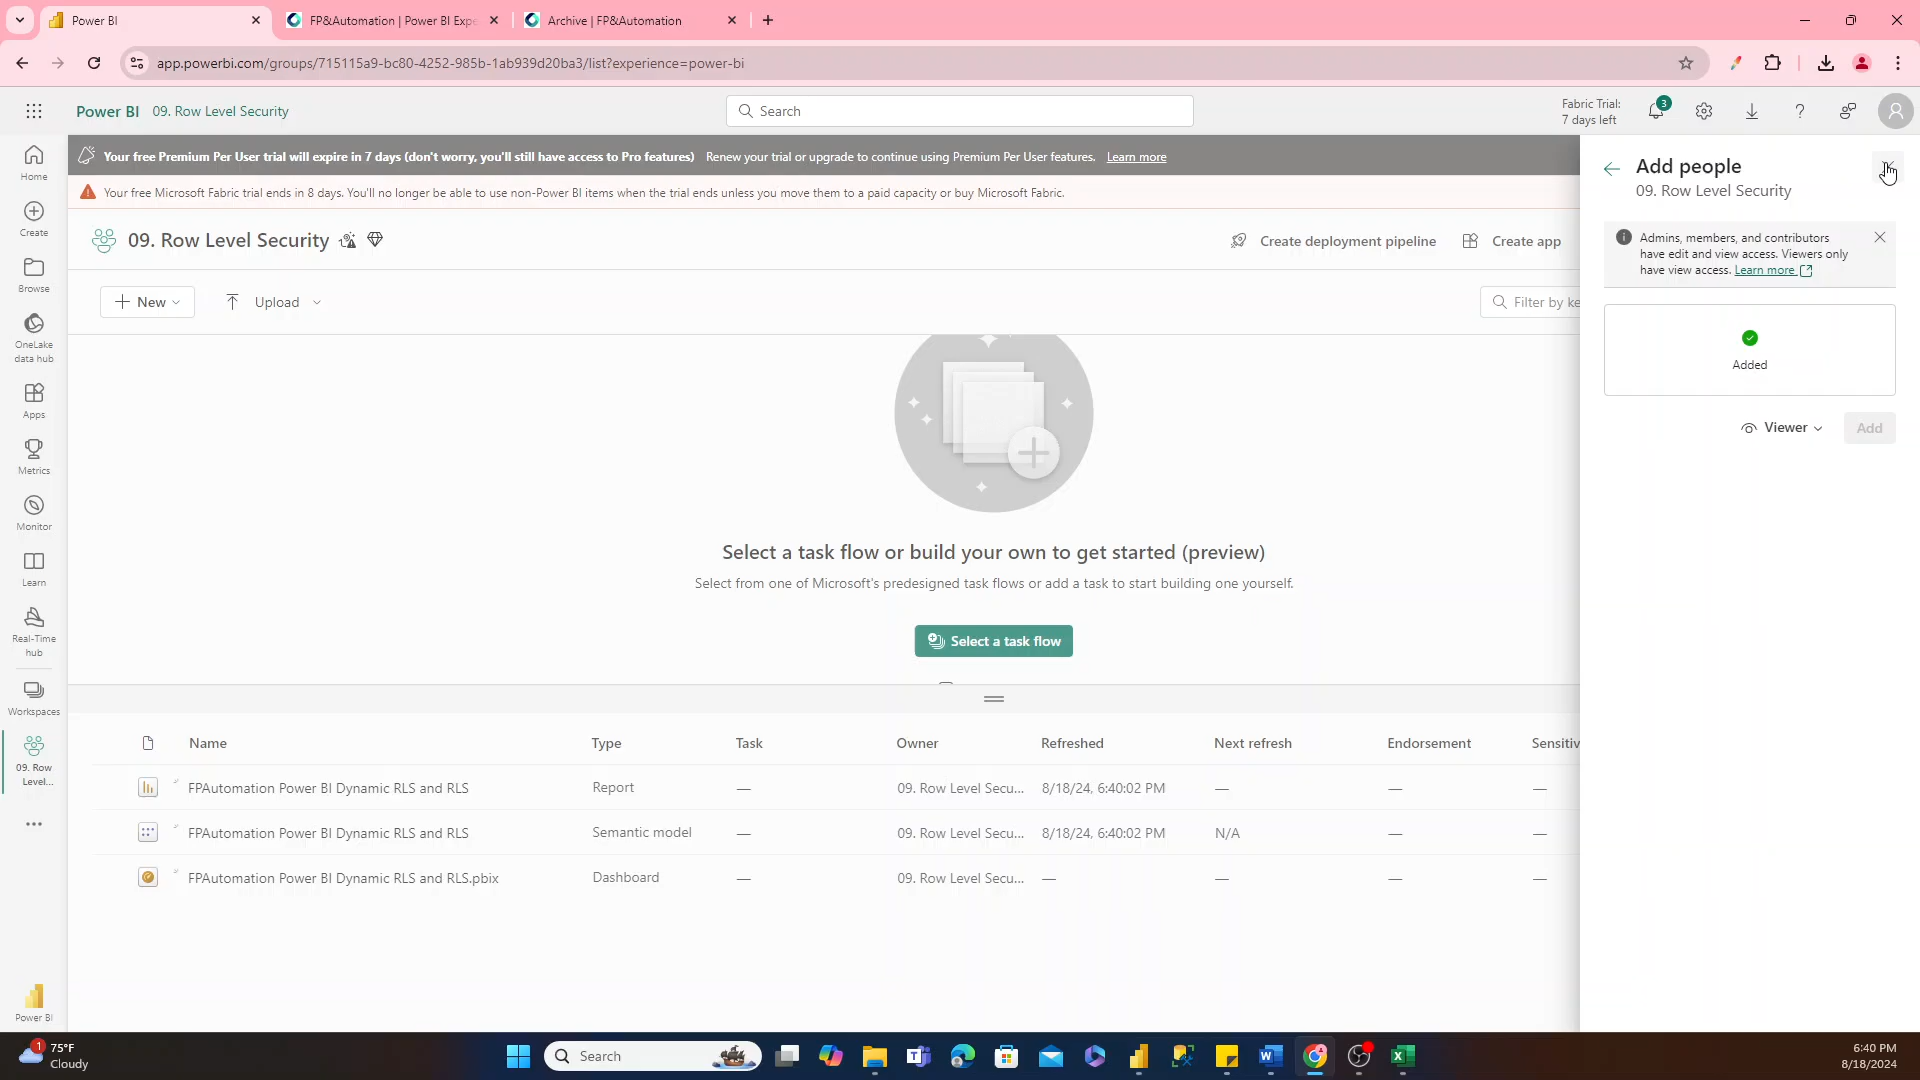 Power BI
FP&Automation | Power BI Expe
Archive | FP&Automation
app.powerbi.com/groups/715115a9-bc80-4252-985b-1ab939d20ba3/list?experience=power-bi
Power BI 09. Row Level Security
Search
Fabric Trial:
7 days left
3
Your free Premium Per User trial will expire in 7 days (don't worry, you'll still have access to Pro features) Renew your trial or upgrade to continue using Premium Per User features. Learn more
Your free Microsoft Fabric trial ends in 8 days. You'll no longer be able to use non-Power BI items when the trial ends unless you move them to a paid capacity or buy Microsoft Fabric.
Home
Create
Browse
OneLake
data hub
Apps
Metrics
Monitor
Learn
Real-Time
hub
Workspaces
09. Row
Level...
Power BI
09. Row Level Security
Create deployment pipeline
Create app
New
Upload
Filter by ke
Select a task flow or build your own to get started (preview)
Select from one of Microsoft's predesigned task flows or add a task to start building one yourself.
Select a task flow
Name Type Task Owner Refreshed Next refresh Endorsement Sensitiv
FPAutomation Power BI Dynamic RLS and RLS Report — 09. Row Level Secu... 8/18/24, 6:40:02 PM — — —
FPAutomation Power BI Dynamic RLS and RLS Semantic model — 09. Row Level Secu... 8/18/24, 6:40:02 PM N/A — —
FPAutomation Power BI Dynamic RLS and RLS.pbix Dashboard — 09. Row Level Secu... — — — —
Add people
09. Row Level Security
Admins, members, and contributors
have edit and view access. Viewers only
have view access. Learn more
Added
Viewer
Add
1
75°F
Cloudy
Search
6:40 PM
8/18/2024